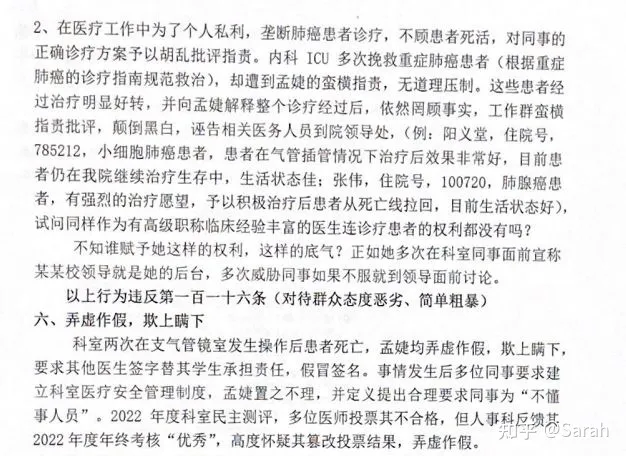 2、在医疗工作中为了个人私利，垄断肺癌患者诊疗，不顾患者死活，对同事的
正确诊疗方案予以胡乱批评指责。内科 ICU 多次挽救重症肺癌患者（根据重症
肺癌的诊疗指南规范救治），却遭到孟婕的蛮横指责，无道理压制。这些患者经
过治疗明显好转，并向孟婕解释整个诊疗经过后，依然罔顾事实，工作群蛮横
指责批评，颠倒黑白，诬告相关医务人员到院领导处，（例：阳义堂，住院号，
785212，小细胞肺癌患者，患者在气管插管情况下治疗后效果非常好，目前患
者仍在我院继续治疗生存中，生活状态佳；张伟，住院号，100720，肺腺癌患
者，有强烈的治疗愿望，予以积极治疗后患者从死亡线拉回，目前生活状态好），
试问同样作为有高级职称临床经验丰富的医生连诊疗患者的权利都没有吗？
不知谁赋予她这样的权利，这样的底气？正如她多次在科室同事面前宣称
某某校领导就是她的后台，多次威胁同事如果不服就到领导面前讨论。
以上行为违反第一百一十六条（对待群众态度恶劣、简单粗暴）
六、弄虚作假，欺上瞒下
科室两次在支气管镜室发生操作后患者死亡，孟婕均弄虚作假，欺上瞒下，
要求其他医生签字替其学生承担责任，假冒签名。事情发生后多位同事要求建
立科室医疗安全管理制度，孟婕置之不理，并定义提出合理要求同事为“不懂
事人员”。2022 年度科室民主测评，多位医师投票其不合格，但人事科反馈其
2022 年度年终考核“优秀”，高度怀疑其篡改投票结果，弄虚作假。
知乎 @Sarah